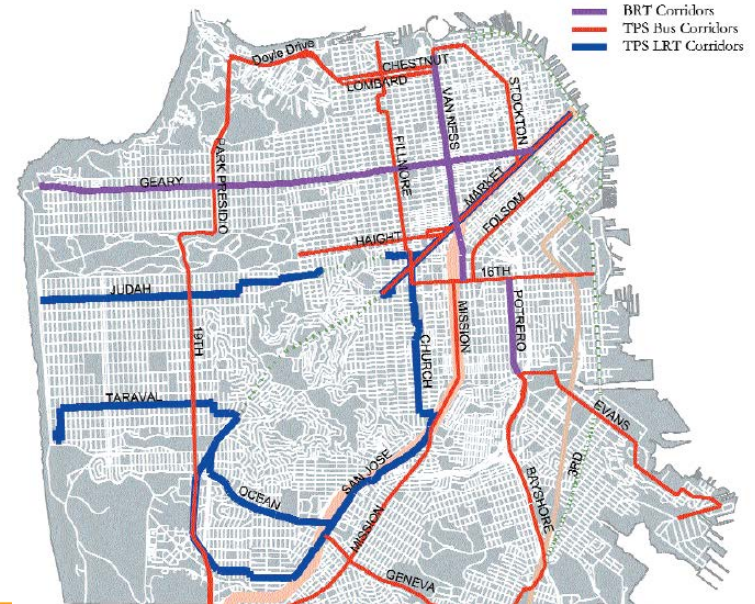 BRT Corridors
TPS Bus Corridors
TPS LRT Corridors
Doyle Drive
CHESTNUT
LOMBARD
STOCKTON
VAN NESS
PARK PRESIDIO
FILLMORE
GEARY
MARKET
FOLSOM
HAIGHT
16TH
JUDAH
POTRERO
MISSION
19TH
CHURCH
TARAVAL
EVANS
3RD
SAN JOSE
OCEAN
BAYSHORE
MISSION
GENEVA